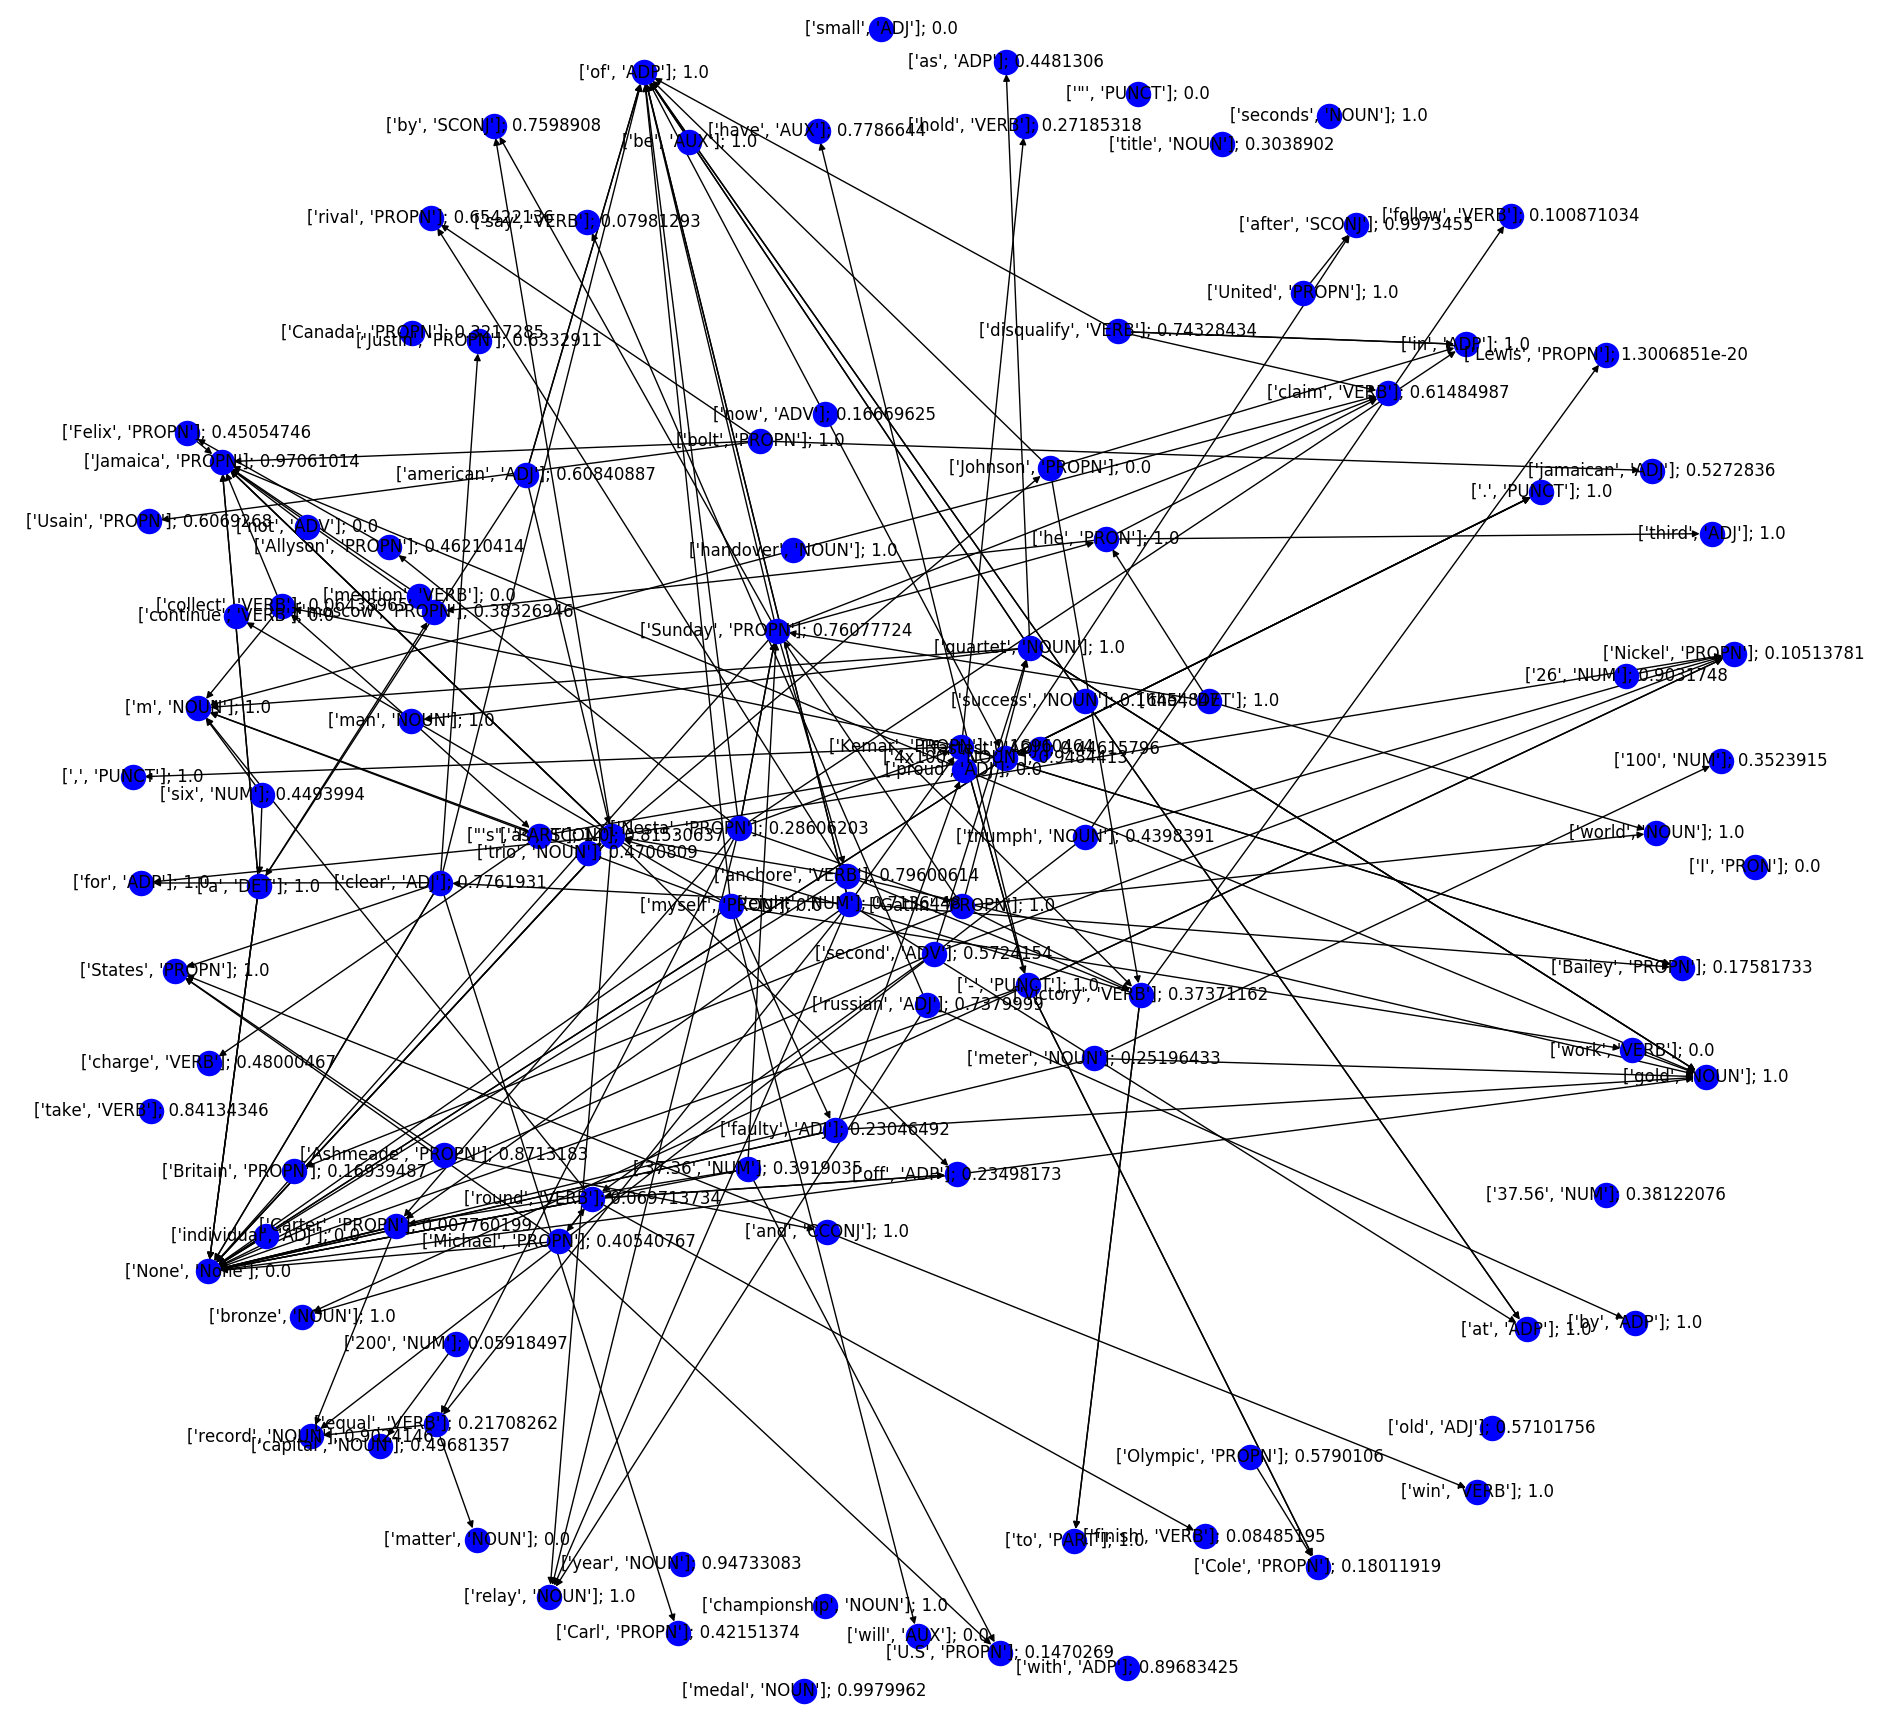 ['small', 'ADJ']; 0.0
['as', 'ADP']; 0.4481306
['of', 'ADP']; 1.0
['"', 'PUNCT']; 0.0
['seconds', 'NOUN']; 1.0
['by', 'SCONJ']; 0.7598908
['have', 'AUX']; 0.7786644
['hold', 'VERB']; 0.27185318
['be', 'AUX']; 1.0
['title', 'NOUN']; 0.3038902
['rival', 'PROPN']; 0.65422136
['say', 'VERB']; 0.07981293
['after', 'SCONJ']; 0.9973455
['follow', 'VERB']; 0.100871034
['United', 'PROPN']; 1.0
['Canada', 'PROPN']; 0.3217285
['Justin', 'PROPN']; 0.6332911
['disqualify', 'VERB']; 0.74328434
['in', 'ADP']; 1.0
['Lewis', 'PROPN']; 1.3006851e-20
['claim', 'VERB']; 0.61484987
['now', 'ADV']; 0.16669625
['Felix', 'PROPN']; 0.45054746
['bolt', 'PROPN']; 1.0
['Jamaica', 'PROPN']; 0.97061014
['american', 'ADJ']; 0.60840887
['Johnson', 'PROPN']; 0.0
['jamaican', 'ADJ']; 0.5272836
['.', 'PUNCT']; 1.0
['Usain', 'PROPN']; 0.6069268
['not', 'ADV']; 0.0
['third', 'ADJ']; 1.0
['he', 'PRON']; 1.0
['Allyson', 'PROPN']; 0.46210414
['handover', 'NOUN']; 1.0
['mention', 'VERB']; 0.0
['collect', 'VERB']; 0.06438965
['moscow', 'PROPN']; 0.38326946
['continue', 'VERB']; 0.0
['Sunday', 'PROPN']; 0.76077724
['quartet', 'NOUN']; 1.0
['Nickel', 'PROPN']; 0.10513781
['26', 'NUM']; 0.9031748
['m', 'NOUN']; 1.0
['man', 'NOUN']; 1.0
['4x100', 'NOUN']; 0.9484413
['100', 'NUM']; 0.3523915
['proud', 'ADJ']; 0.0
[',', 'PUNCT']; 1.0
['six', 'NUM']; 0.4493994
['Nesta', 'PROPN']; 0.28606203
['triumph', 'NOUN']; 0.4398391
['world', 'NOUN']; 1.0
['trio', 'NOUN']; 0.4700809
['I', 'PRON']; 0.0
['for', 'ADP']; 1.0
['a', 'DET']; 1.0
['clear', 'ADJ']; 0.7761931
['anchore', 'VERB']; 0.79600614
['myself', 'PRON']; 0.0
['Gatlin', 'PROPN']; 1.0
['second', 'ADV']; 0.5724154
['States', 'PROPN']; 1.0
['Bailey', 'PROPN']; 0.17581733
['-', 'PUNCT']; 1.0
['russian', 'ADJ']; 0.7379999
['charge', 'VERB']; 0.48000467
['meter', 'NOUN']; 0.25196433
['work', 'VERB']; 0.0
['gold', 'NOUN']; 1.0
['take', 'VERB']; 0.84134346
['faulty', 'ADJ']; 0.23046492
['Ashmeade', 'PROPN']; 0.8713183
['Britain', 'PROPN']; 0.16939487
['37.36', 'NUM']; 0.3919035
['off', 'ADP']; 0.23498173
['37.56', 'NUM']; 0.38122076
['round', 'VERB']; 0.069713734
['Carter', 'PROPN']; 0.007760199
['individual', 'ADJ']; 0.0
['and', 'CCONJ']; 1.0
['Michael', 'PROPN']; 0.40540767
['None', 'None']; 0.0
['bronze', 'NOUN']; 1.0
['by', 'ADP']; 1.0
['at', 'ADP']; 1.0
['200', 'NUM']; 0.05918497
['equal', 'VERB']; 0.21708262
['old', 'ADJ']; 0.57101756
['capital', 'NOUN']; 0.49681357
['Olympic', 'PROPN']; 0.5790106
['win', 'VERB']; 1.0
['matter', 'NOUN']; 0.0
['to', 'PART']; 1.0
['finish', 'VERB']; 0.08485195
['year', 'NOUN']; 0.94733083
['Cole', 'PROPN']; 0.18011919
['relay', 'NOUN']; 1.0
['championship', 'NOUN']; 1.0
['Carl', 'PROPN']; 0.42151374
['will', 'AUX']; 0.0
['U.S', 'PROPN']; 0.1470269
['with', 'ADP']; 0.89683425
['medal', 'NOUN']; 0.9979962